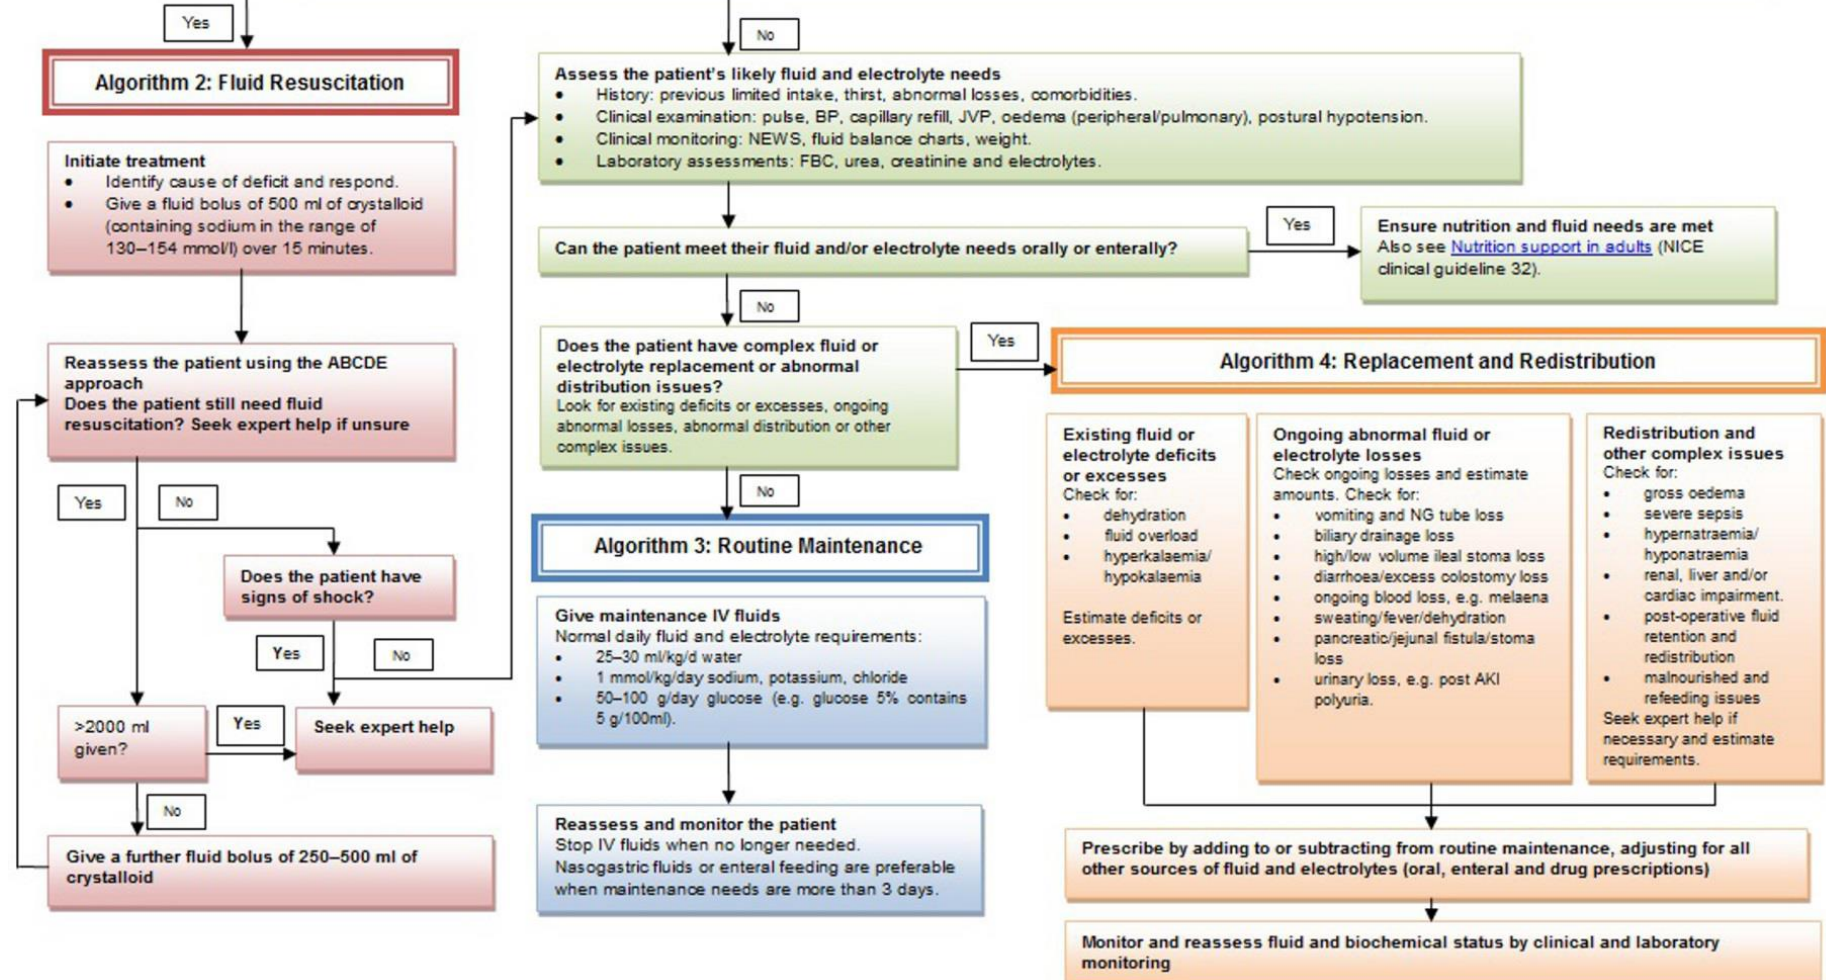 Yes
Algorithm 2: Fluid Resuscitation
Initiate treatment
• Identify cause of deficit and respond.
• Give a fluid bolus of 500 ml of crystalloid
(containing sodium in the range of
130–154 mmol/l) over 15 minutes.
Reassess the patient using the ABCDE
approach
Does the patient still need fluid
resuscitation? Seek expert help if unsure
Yes
No
Does the patient have
signs of shock?
Yes
No
>2000 ml
given?
Yes
Seek expert help
No
Give a further fluid bolus of 250–500 ml of
crystalloid
No
Assess the patient's likely fluid and electrolyte needs
• History: previous limited intake, thirst, abnormal losses, comorbidities.
• Clinical examination: pulse, BP, capillary refill, JVP, oedema (peripheral/pulmonary), postural hypotension.
• Clinical monitoring: NEWS, fluid balance charts, weight.
• Laboratory assessments: FBC, urea, creatinine and electrolytes.
Can the patient meet their fluid and/or electrolyte needs orally or enterally?
Yes
Ensure nutrition and fluid needs are met
Also see Nutrition support in adults (NICE
clinical guideline 32).
No
Does the patient have complex fluid or
electrolyte replacement or abnormal
distribution issues?
Look for existing deficits or excesses, ongoing
abnormal losses, abnormal distribution or other
complex issues.
Yes
No
Algorithm 3: Routine Maintenance
Give maintenance IV fluids
Normal daily fluid and electrolyte requirements:
• 25–30 ml/kg/d water
• 1 mmol/kg/day sodium, potassium, chloride
• 50–100 g/day glucose (e.g. glucose 5% contains
5 g/100ml).
Reassess and monitor the patient
Stop IV fluids when no longer needed.
Nasogastric fluids or enteral feeding are preferable
when maintenance needs are more than 3 days.
Algorithm 4: Replacement and Redistribution
Existing fluid or
electrolyte deficits
or excesses
Check for:
• dehydration
• fluid overload
• hyperkalaemia/
hypokalaemia
Estimate deficits or
excesses.
Ongoing abnormal fluid or
electrolyte losses
Check ongoing losses and estimate
amounts. Check for:
• vomiting and NG tube loss
• biliary drainage loss
• high/low volume ileal stoma loss
• diarrhoea/excess colostomy loss
• ongoing blood loss, e.g. melaena
• sweating/fever/dehydration
• pancreatic/jejunal fistula/stoma
loss
• urinary loss, e.g. post AKI
polyuria.
Redistribution and
other complex issues
Check for:
• gross oedema
• severe sepsis
• hypernatraemia/
hyponatraemia
• renal, liver and/or
cardiac impairment.
• post-operative fluid
retention and
redistribution
• malnourished and
refeeding issues
Seek expert help if
necessary and estimate
requirements.
Prescribe by adding to or subtracting from routine maintenance, adjusting for all
other sources of fluid and electrolytes (oral, enteral and drug prescriptions)
Monitor and reassess fluid and biochemical status by clinical and laboratory
monitoring